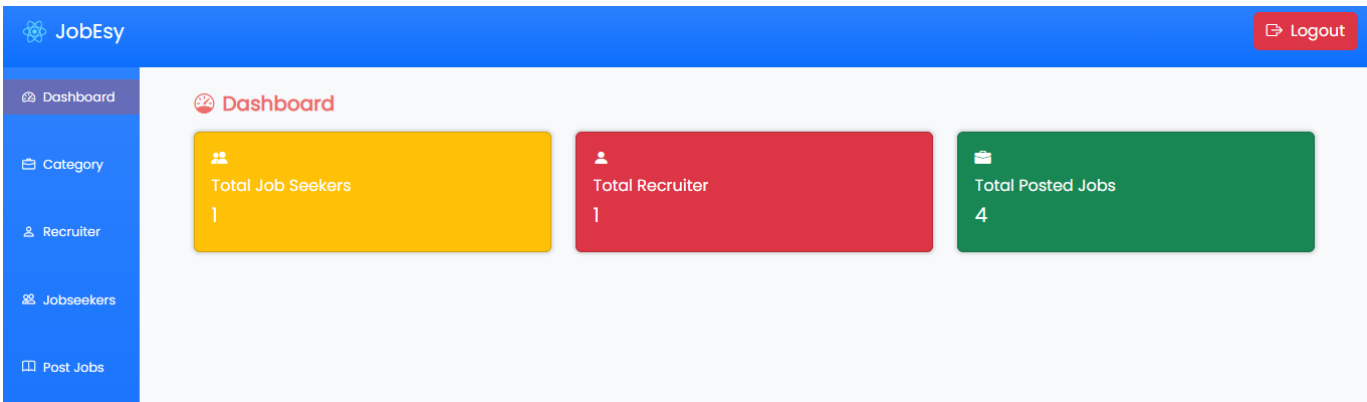 JobEsy
Logout
Dashboard
Category
Recruiter
Jobseekers
Post Jobs
Dashboard
Total Job Seekers
1
Total Recruiter
1
Total Posted Jobs
4